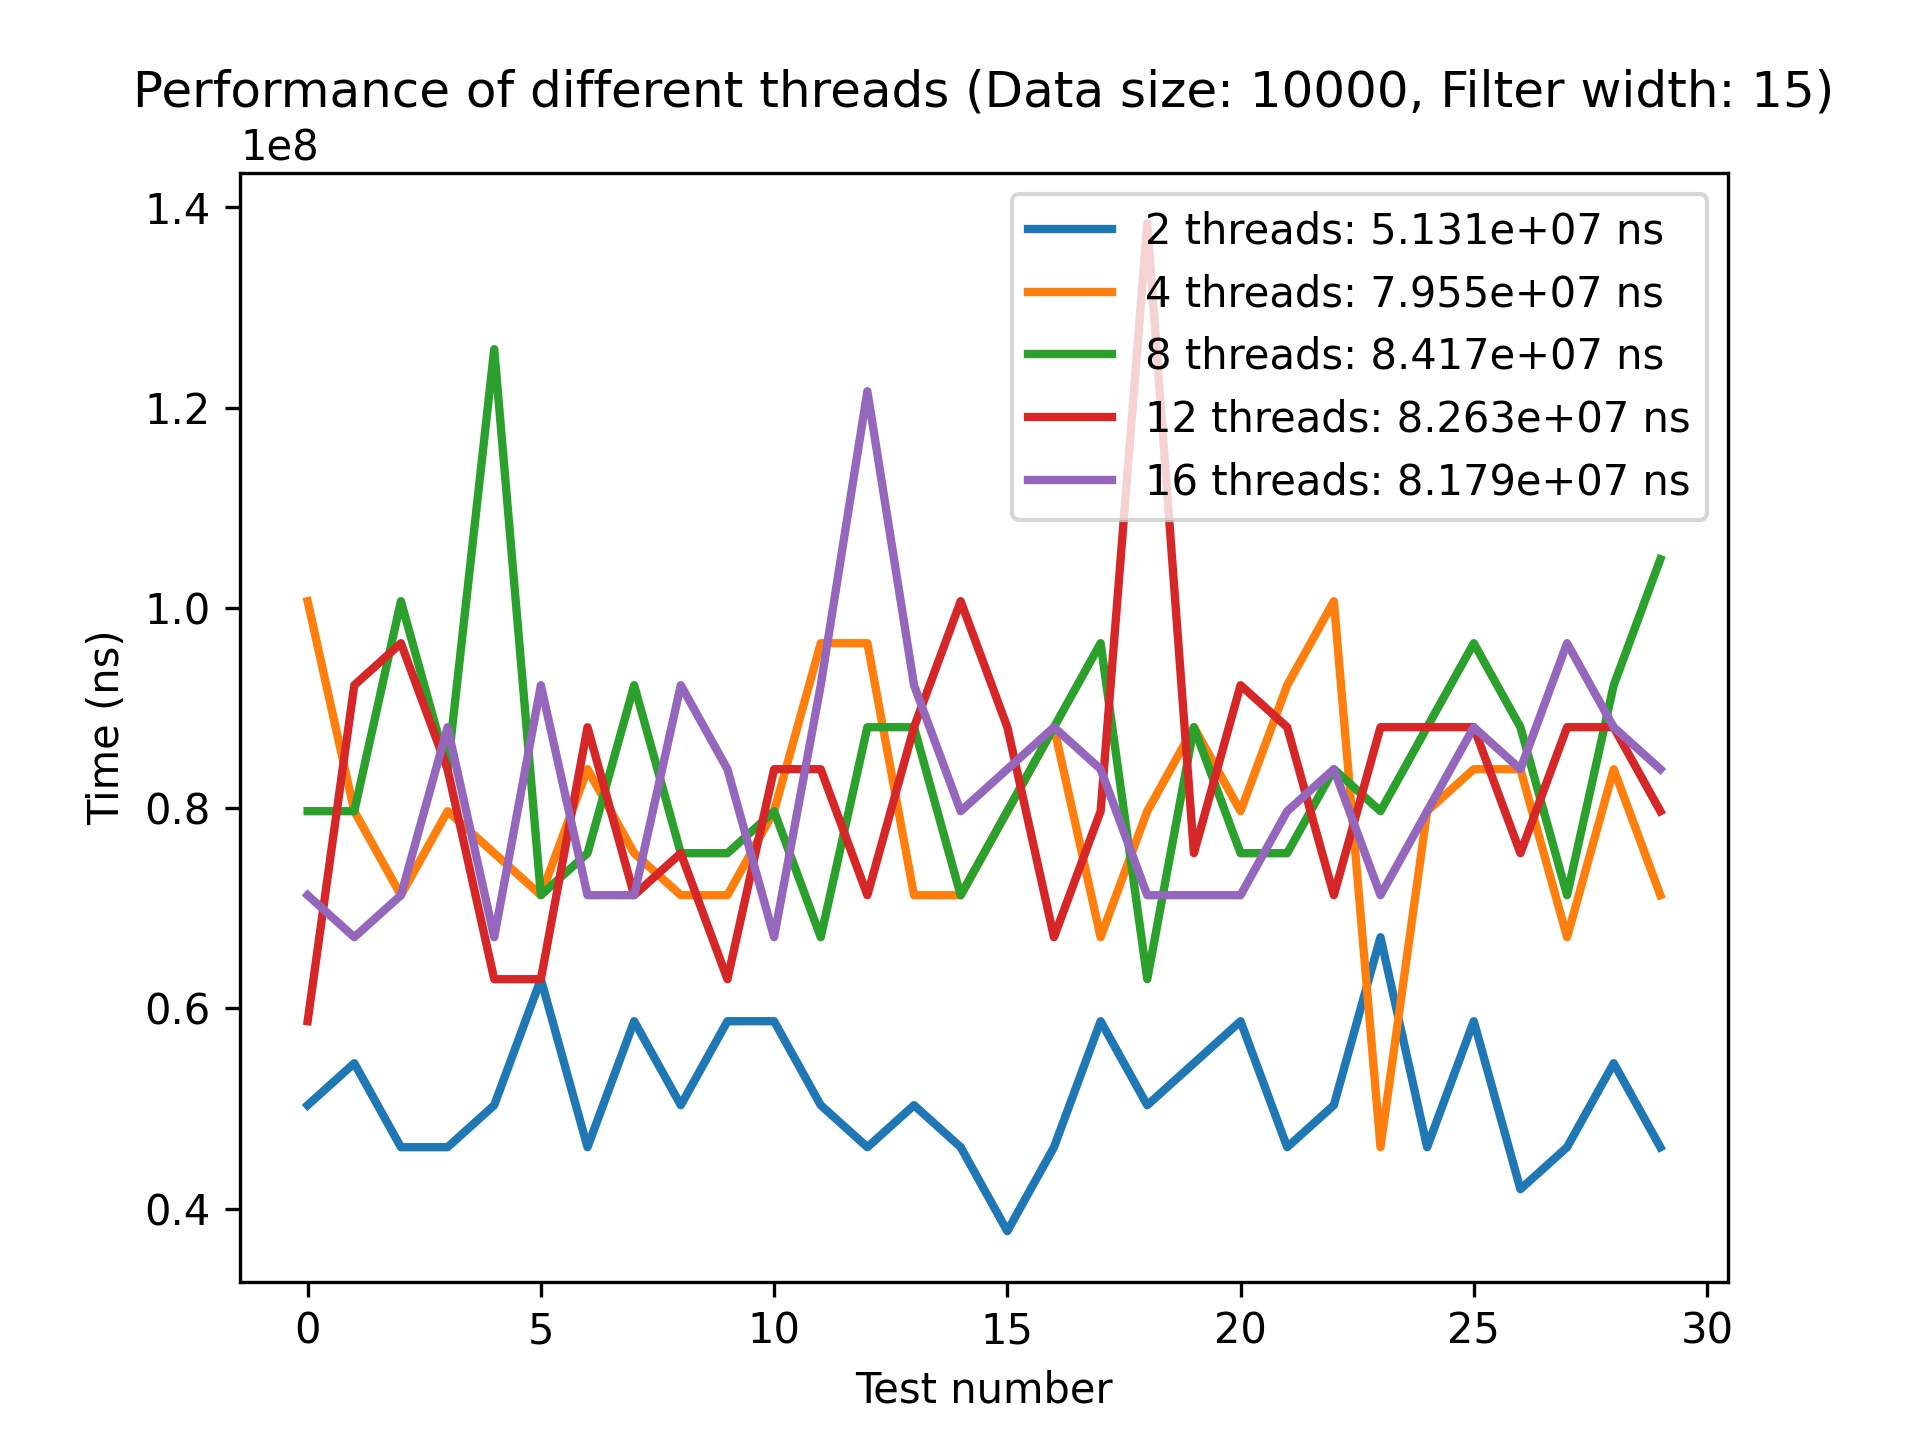 Performance of different threads (Data size: 10000, Filter width: 15)
1e8
1.4
1.2
1.0
0.8
0.6
0.4
Time (ns)
2 threads: 5.131e+07 ns
4 threads: 7.955e+07 ns
8 threads: 8.417e+07 ns
12 threads: 8.263e+07 ns
16 threads: 8.179e+07 ns
0 5 10 15 20 25 30
Test number